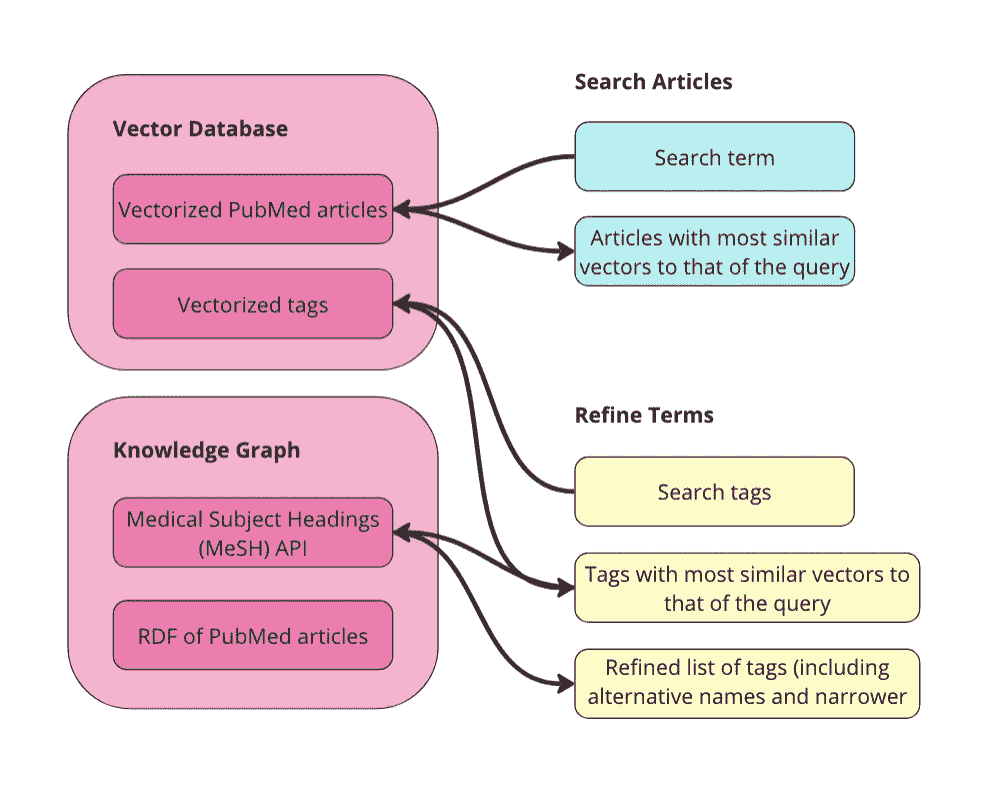 Vector Database
Vectorized PubMed articles
Vectorized tags
Knowledge Graph
Medical Subject Headings
(MeSH) API
RDF of PubMed articles
Search Articles
Search term
Articles with most similar
vectors to that of the query
Refine Terms
Search tags
Tags with most similar vectors to
that of the query
Refined list of tags (including
alternative names and narrower